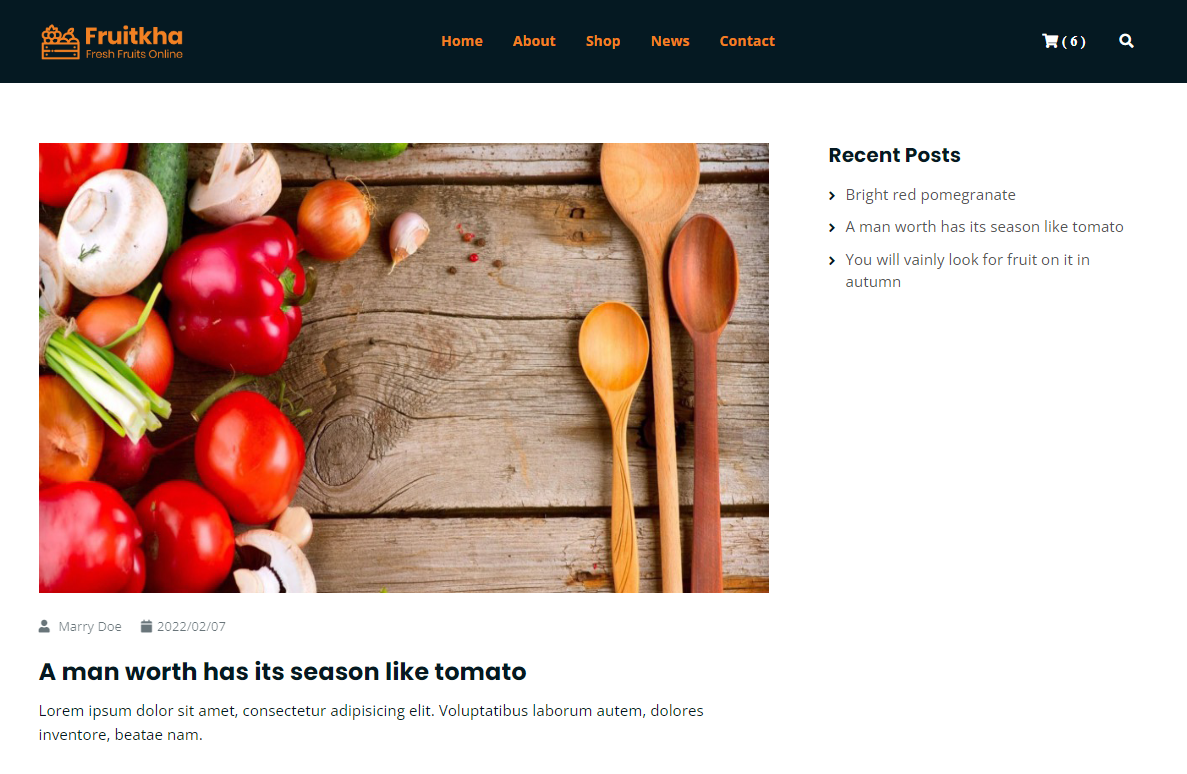 Fruitkha
Fresh Fruits Online
Home About Shop News Contact
( 6 )
Recent Posts
Bright red pomegranate
A man worth has its season like tomato
You will vainly look for fruit on it in
autumn
Marry Doe 2022/02/07
A man worth has its season like tomato
Lorem ipsum dolor sit amet, consectetur adipisicing elit. Voluptatibus laborum autem, dolores
inventore, beatae nam.